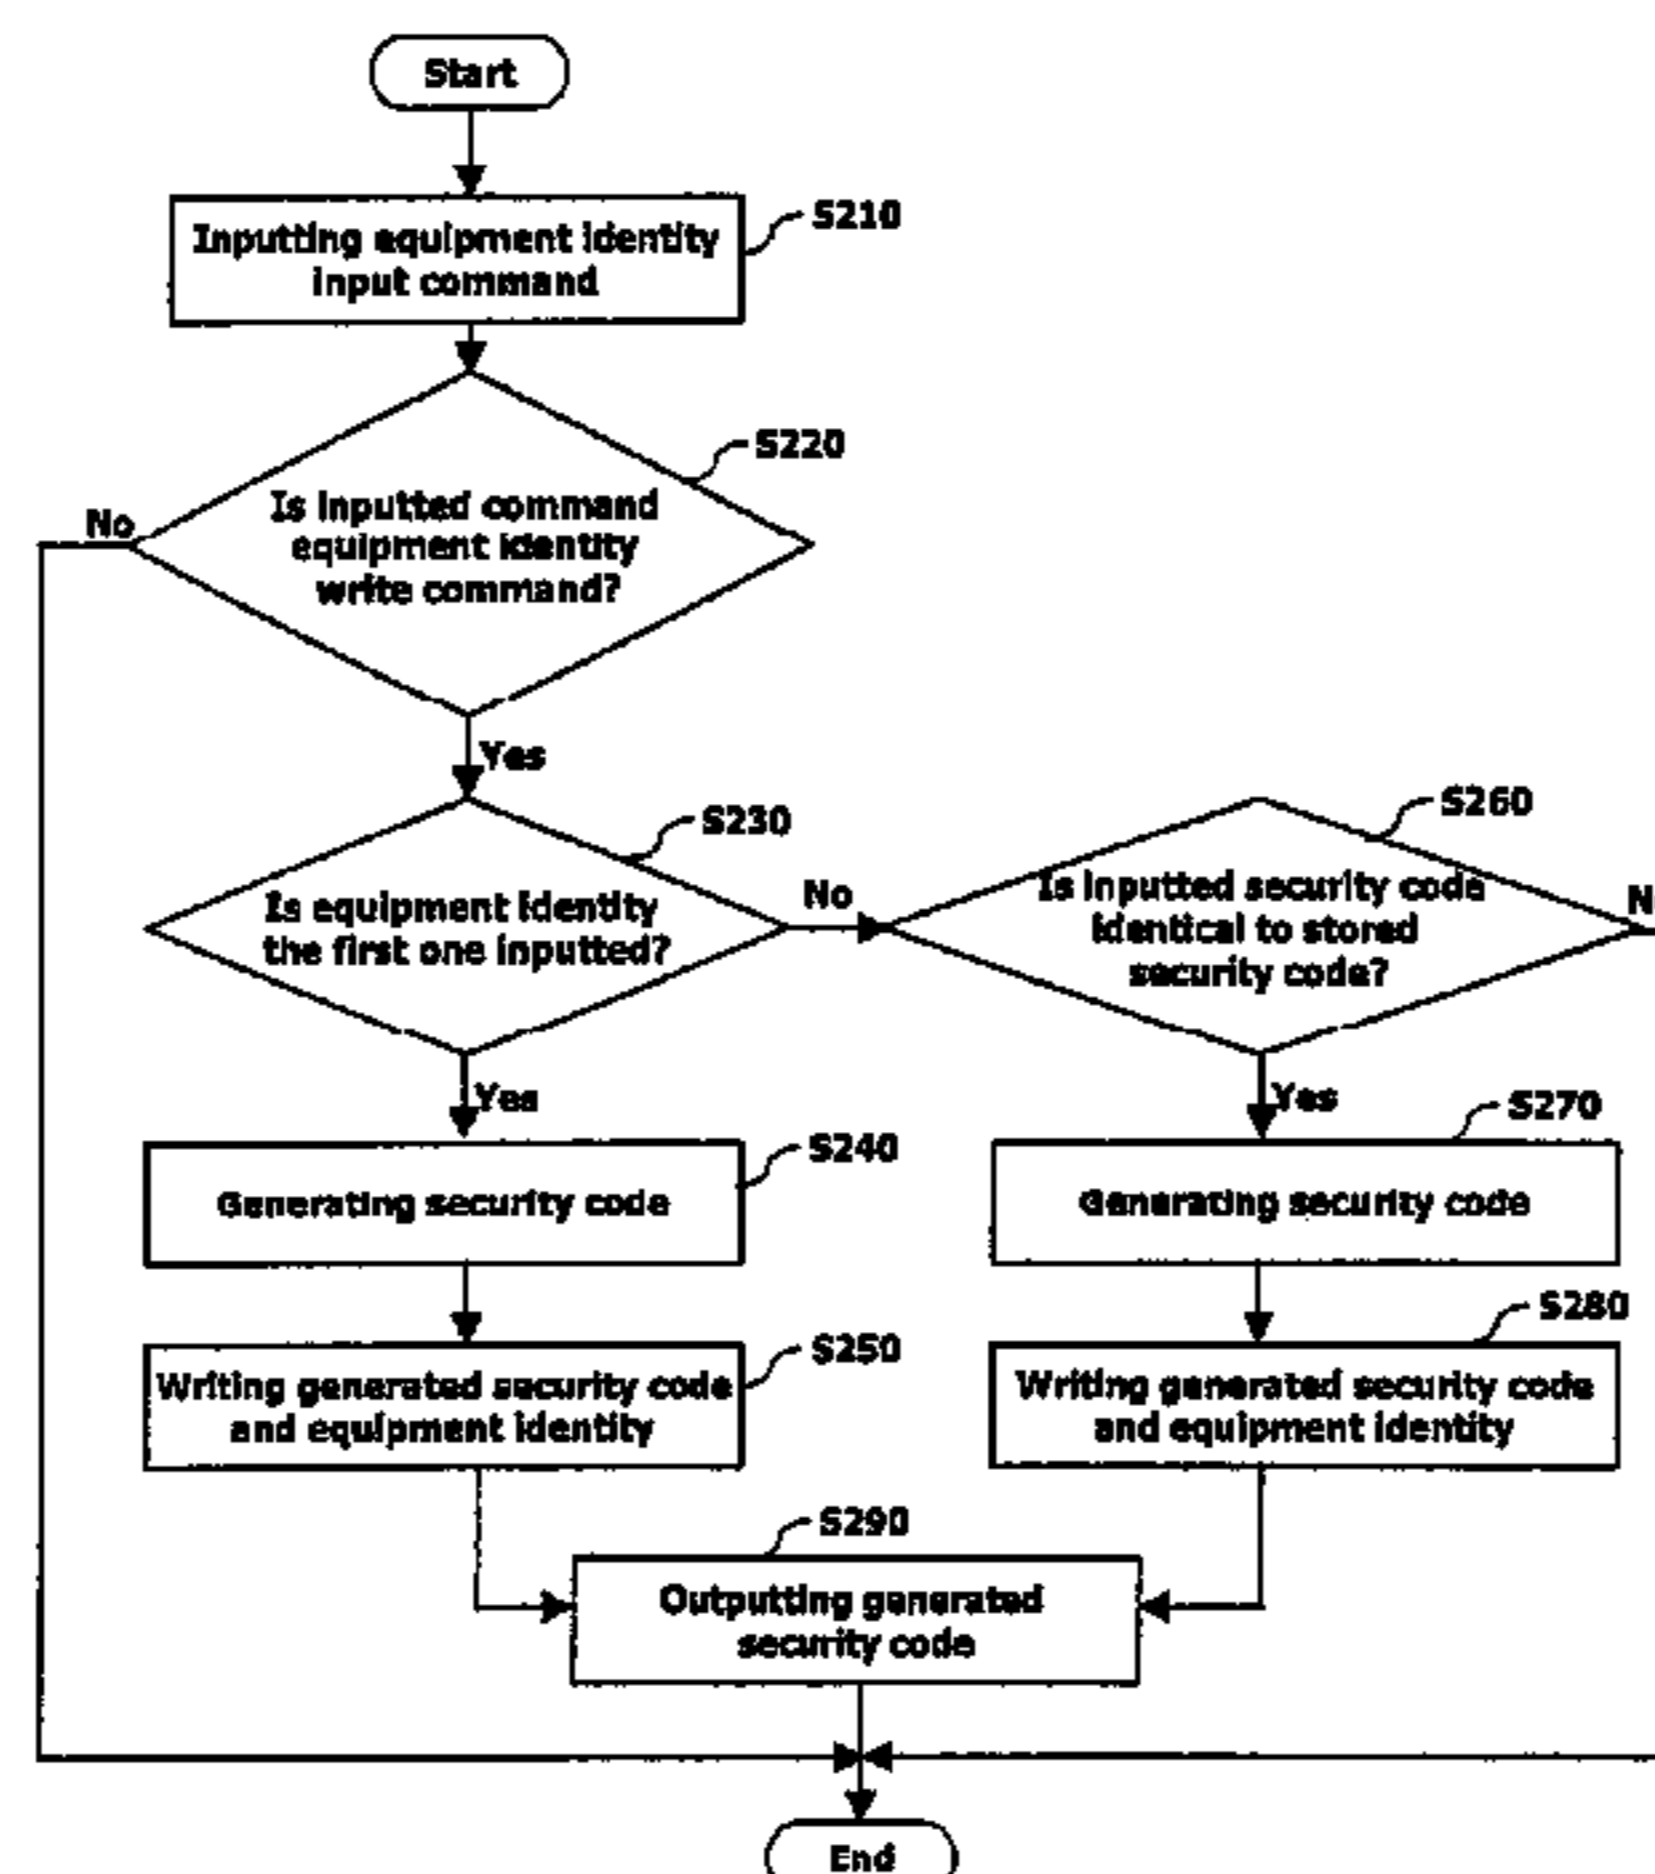 Start
S210
Inputting equipment identity
input command
S220
No
Is inputted command
equipment identity
write command?
Yes
S230
Is equipment identity
the first one inputted?
No
S260
Is inputted security code
identical to stored
security code?
Yes
Yes
S240
Generating security code
S270
Generating security code
S250
Writing generated security code
and equipment identity
S280
Writing generated security code
and equipment identity
S290
Outputting generated
security code
End